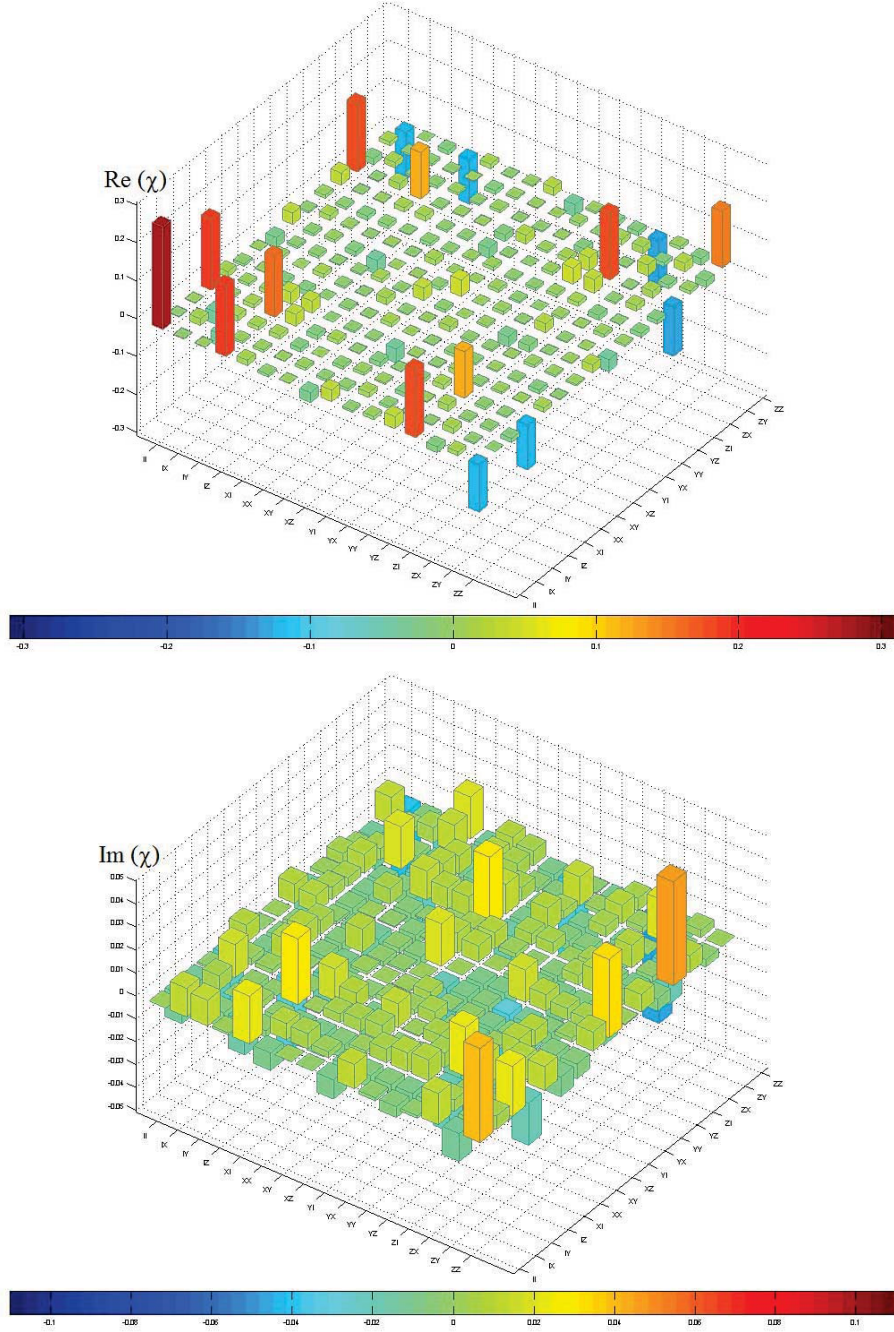 Re (χ)
0.3
0.2
0.1
0
-0.1
-0.2
-0.3
II
IX
IY
IZ
XI
XX
XY
XZ
YI
YX
YY
YZ
ZI
ZX
ZY
ZZ
II
IX
IY
IZ
XI
XX
XY
XZ
YI
YX
YY
YZ
ZI
ZX
ZY
ZZ
-0.3 -0.2 -0.1 0 0.1 0.2 0.3
Im (χ)
0.05
0.04
0.03
0.02
0.01
0
-0.01
-0.02
-0.03
-0.04
-0.05
II
IX
IY
IZ
XI
XX
XY
XZ
YI
YX
YY
YZ
ZI
ZX
ZY
ZZ
II
IX
IY
IZ
XI
XX
XY
XZ
YI
YX
YY
YZ
ZI
ZX
ZY
ZZ
-0.1 -0.08 -0.06 -0.04 -0.02 0 0.02 0.04 0.06 0.08 0.1